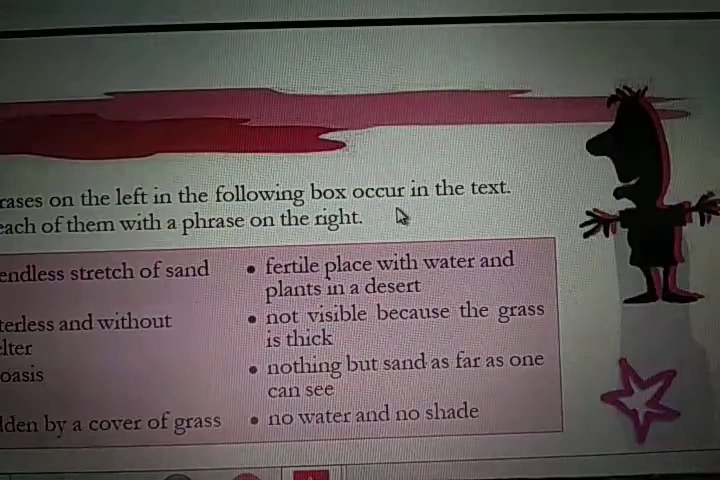 rases on the left in the following box occur in the text.
each of them with a phrase on the right.
endless stretch of sand
terless and without
lter
oasis
dden by a cover of grass
• fertile place with water and
plants in a desert
• not visible because the grass
is thick
• nothing but sand as far as one
can see
• no water and no shade